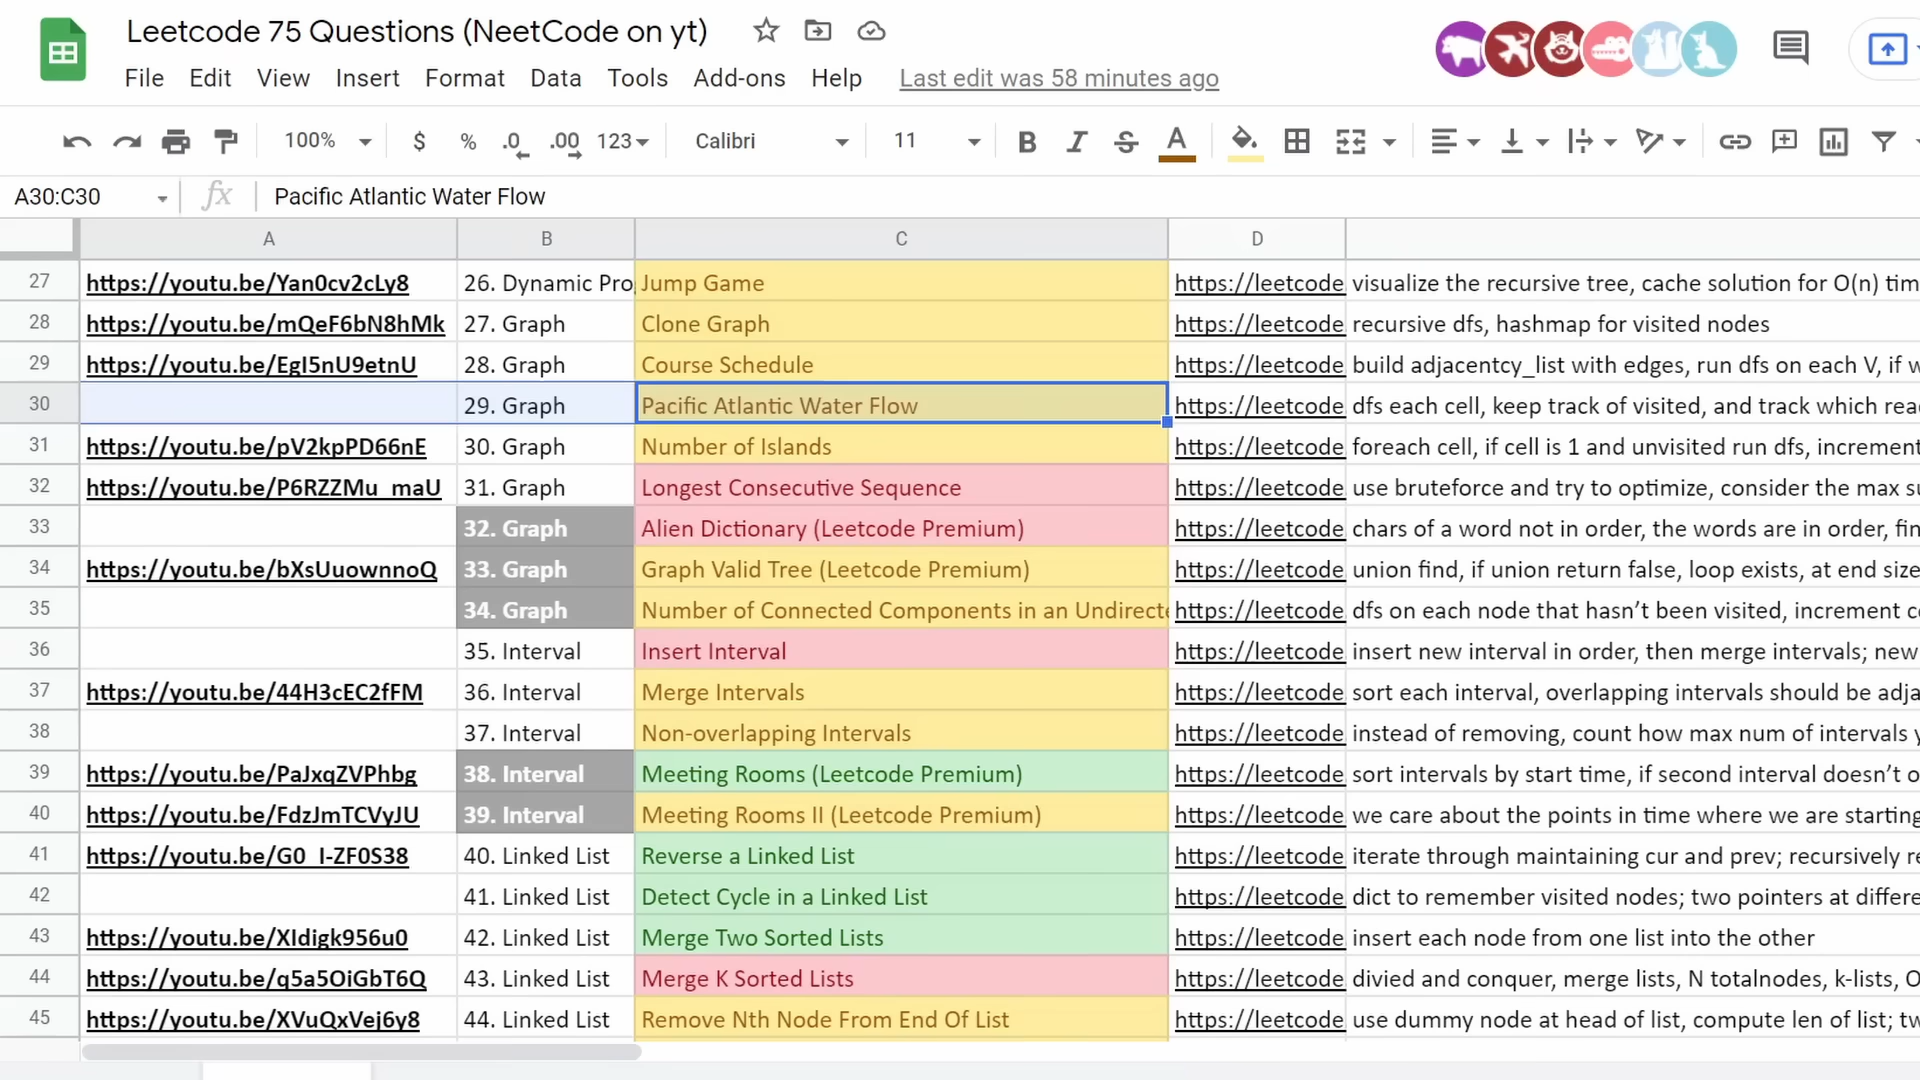 Leetcode 75 Questions (NeetCode on yt)
File Edit View Insert Format Data Tools Add-ons Help Last edit was 58 minutes ago
100% $ % .0 .00 123 Calibri 11 B I S A
A30:C30 fx Pacific Atlantic Water Flow
A B C D
27 https://youtu.be/Yan0cv2cLy8 26. Dynamic Pro Jump Game https://leetcode. visualize the recursive tree, cache solution for O(n) tim
28 https://youtu.be/mQeF6bN8hMk 27. Graph Clone Graph https://leetcode. recursive dfs, hashmap for visited nodes
29 https://youtu.be/EgI5nU9etnU 28. Graph Course Schedule https://leetcode. build adjacentcy_list with edges, run dfs on each V, if w
30 29. Graph Pacific Atlantic Water Flow https://leetcode. dfs each cell, keep track of visited, and track which rea
31 https://youtu.be/pV2kpPD66nE 30. Graph Number of Islands https://leetcode. foreach cell, if cell is 1 and unvisited run dfs, increment
32 https://youtu.be/P6RZZMu_maU 31. Graph Longest Consecutive Sequence https://leetcode. use bruteforce and try to optimize, consider the max su
33 32. Graph Alien Dictionary (Leetcode Premium) https://leetcode. chars of a word not in order, the words are in order, fin
34 https://youtu.be/bXsUuownnoQ 33. Graph Graph Valid Tree (Leetcode Premium) https://leetcode. union find, if union return false, loop exists, at end size
35 34. Graph Number of Connected Components in an Undirecte https://leetcode. dfs on each node that hasn't been visited, increment co
36 35. Interval Insert Interval https://leetcode. insert new interval in order, then merge intervals; new
37 https://youtu.be/44H3cEC2fFM 36. Interval Merge Intervals https://leetcode. sort each interval, overlapping intervals should be adja
38 37. Interval Non-overlapping Intervals https://leetcode. instead of removing, count how max num of intervals y
39 https://youtu.be/PaJxqZVPhbg 38. Interval Meeting Rooms (Leetcode Premium) https://leetcode. sort intervals by start time, if second interval doesn't o
40 https://youtu.be/FdzJmTCVyJU 39. Interval Meeting Rooms II (Leetcode Premium) https://leetcode. we care about the points in time where we are starting
41 https://youtu.be/G0_I-ZF0S38 40. Linked List Reverse a Linked List https://leetcode. iterate through maintaining cur and prev; recursively re
42 41. Linked List Detect Cycle in a Linked List https://leetcode. dict to remember visited nodes; two pointers at differe
43 https://youtu.be/XIdigk956u0 42. Linked List Merge Two Sorted Lists https://leetcode. insert each node from one list into the other
44 https://youtu.be/q5a5OiGbT6Q 43. Linked List Merge K Sorted Lists https://leetcode. divied and conquer, merge lists, N totalnodes, k-lists, O
45 https://youtu.be/XVuQxVej6y8 44. Linked List Remove Nth Node From End Of List https://leetcode. use dummy node at head of list, compute len of list; tw